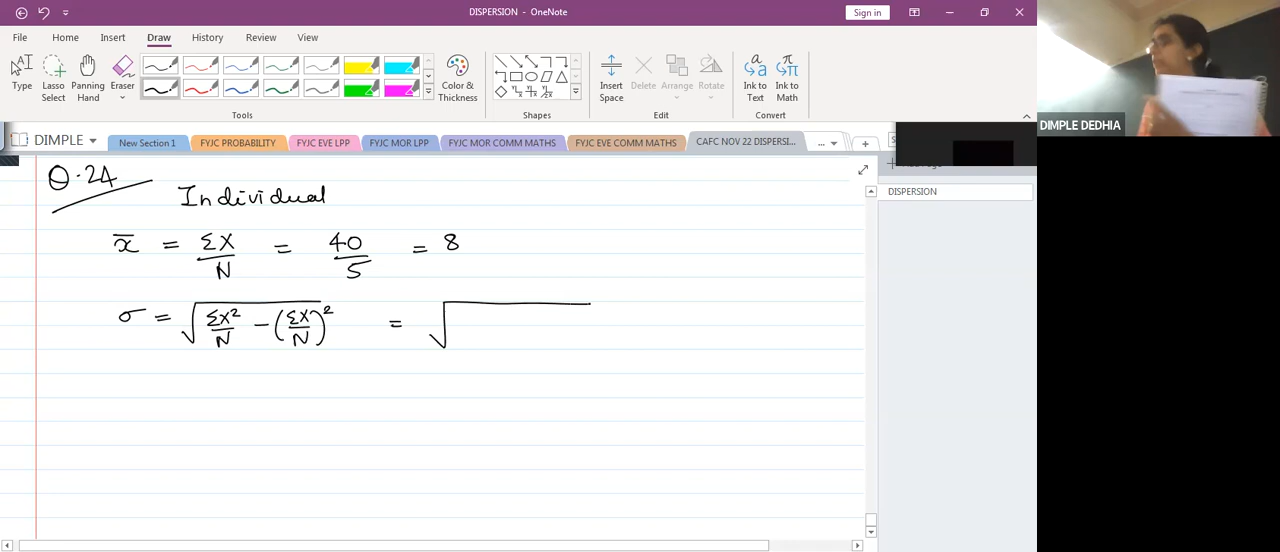 DISPERSION - OneNote
Sign in
File Home Insert Draw History Review View
Type
Lasso Select
Panning Hand
Eraser
Color & Thickness
Insert Space
Delete
Arrange
Rotate
Ink to Text
Ink to Math
Tools
Shapes
Edit
Convert
DIMPLE DEDHIA
DIMPLE
New Section 1
FYJC PROBABILITY
FYJC EVE LPP
FYJC MOR LPP
FYJC MOR COMM MATHS
FYJC EVE COMM MATHS
CAFC NOV 22 DISPERSI...
DISPERSION
Q.24
Individual
x̄ = ΣX/N = 40/5 = 8
σ = √(ΣX²/N − (ΣX/N)²) = √